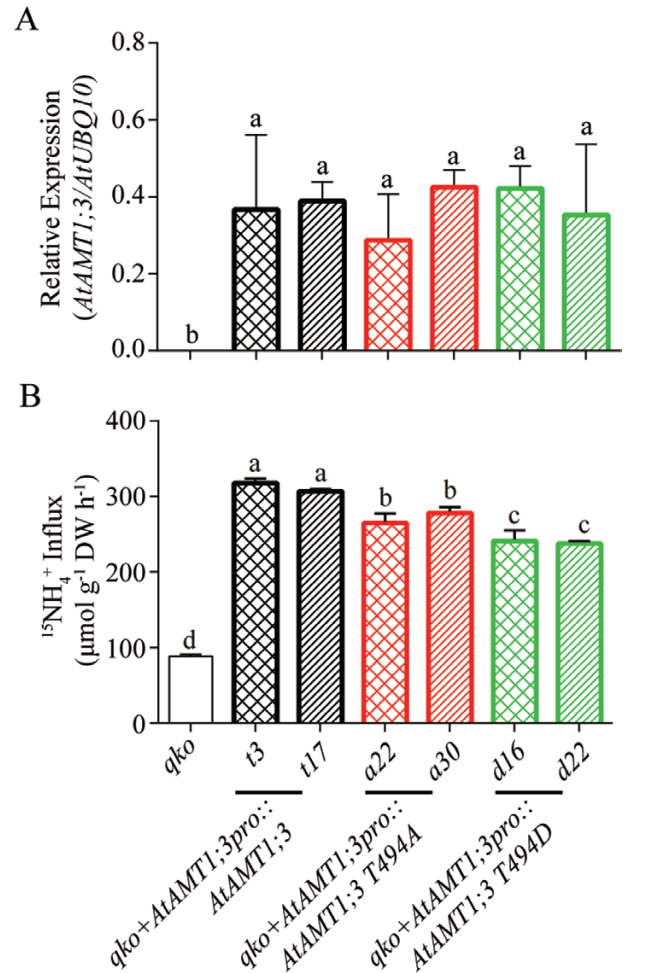 A
Relative Expression
(AtAMT1;3/AtUBQ10)
0.8
0.6
0.4
0.2
0.0
b
a
a
a
a
a
a
B
¹⁵NH₄⁺ Influx
(μmol g⁻¹ DW h⁻¹)
400
300
200
100
0
d
a
a
b
b
c
c
qko
t3
t17
a22
a30
d16
d22
qko+AtAMT1;3pro::
AtAMT1;3
qko+AtAMT1;3pro::
AtAMT1;3 T494A
qko+AtAMT1;3pro::
AtAMT1;3 T494D